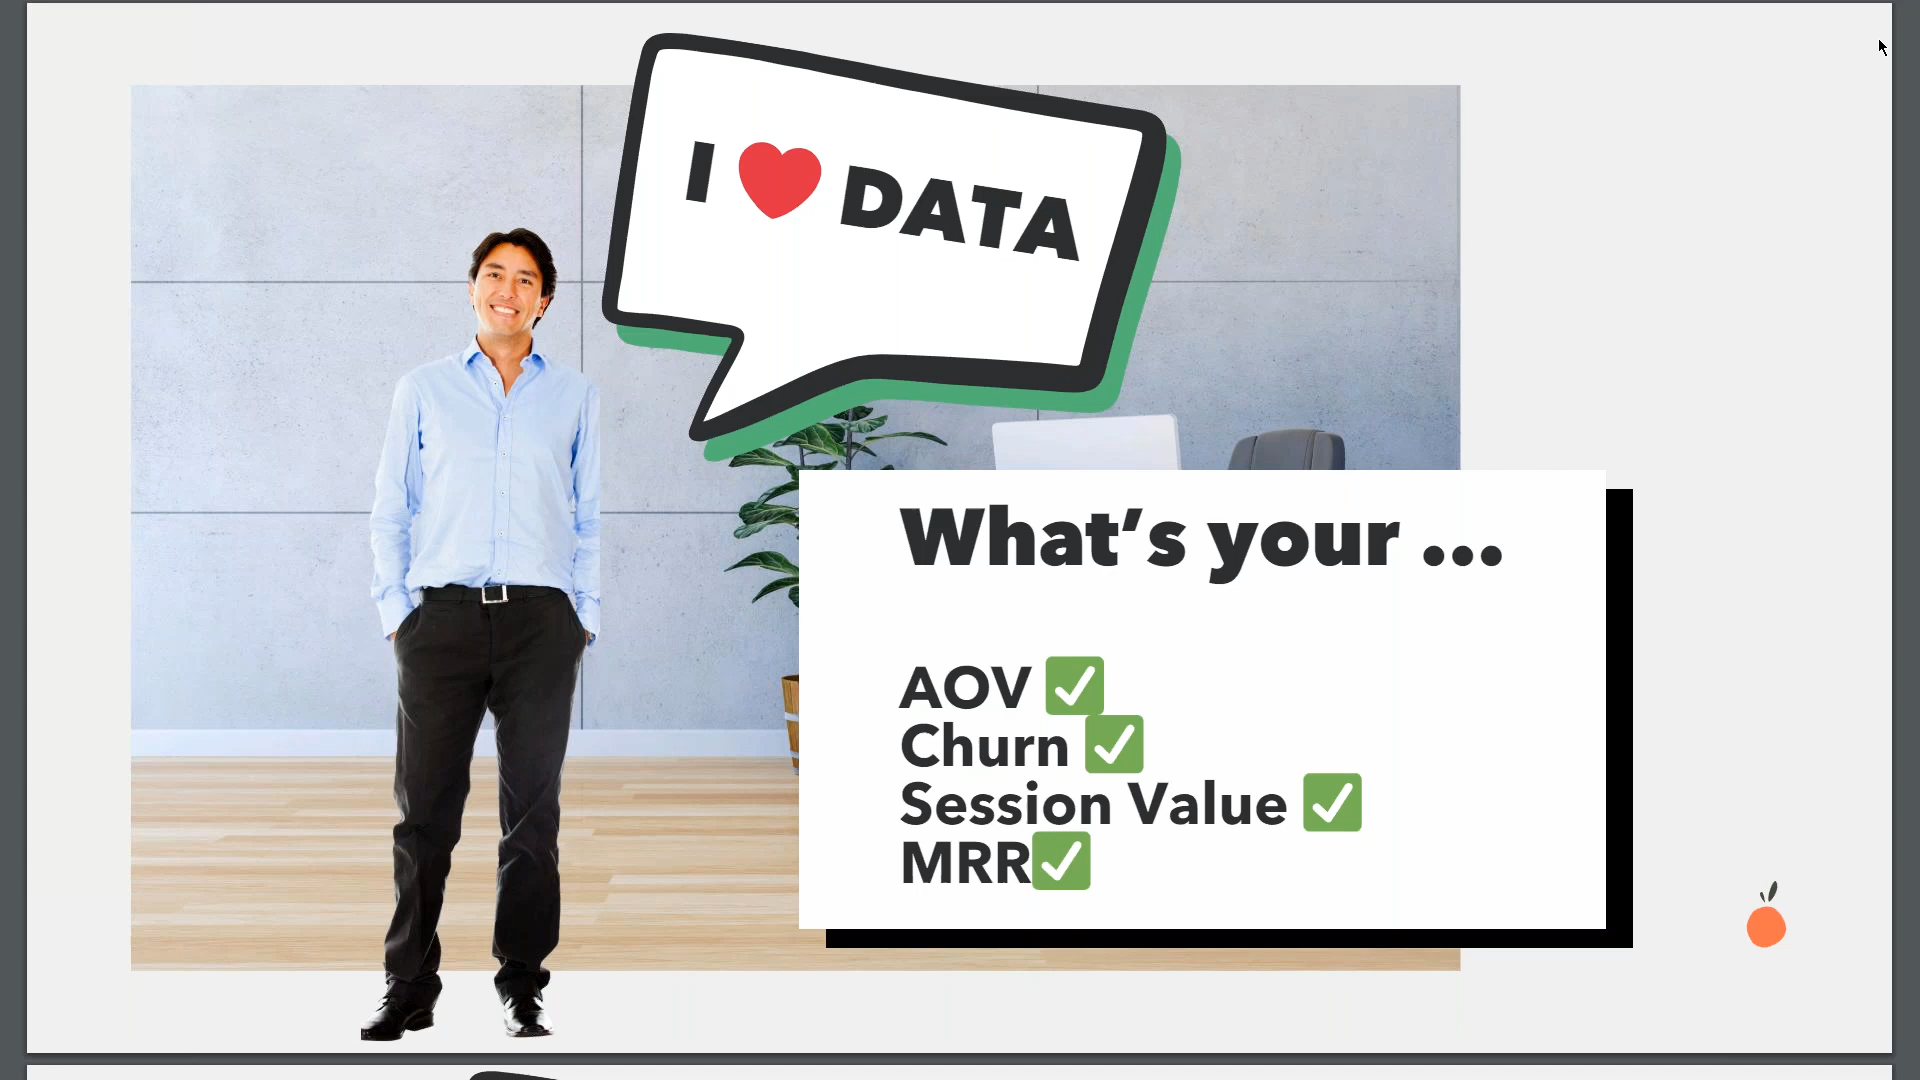 I ❤️ DATA
What’s your ...
AOV ✅
Churn ✅
Session Value ✅
MRR✅